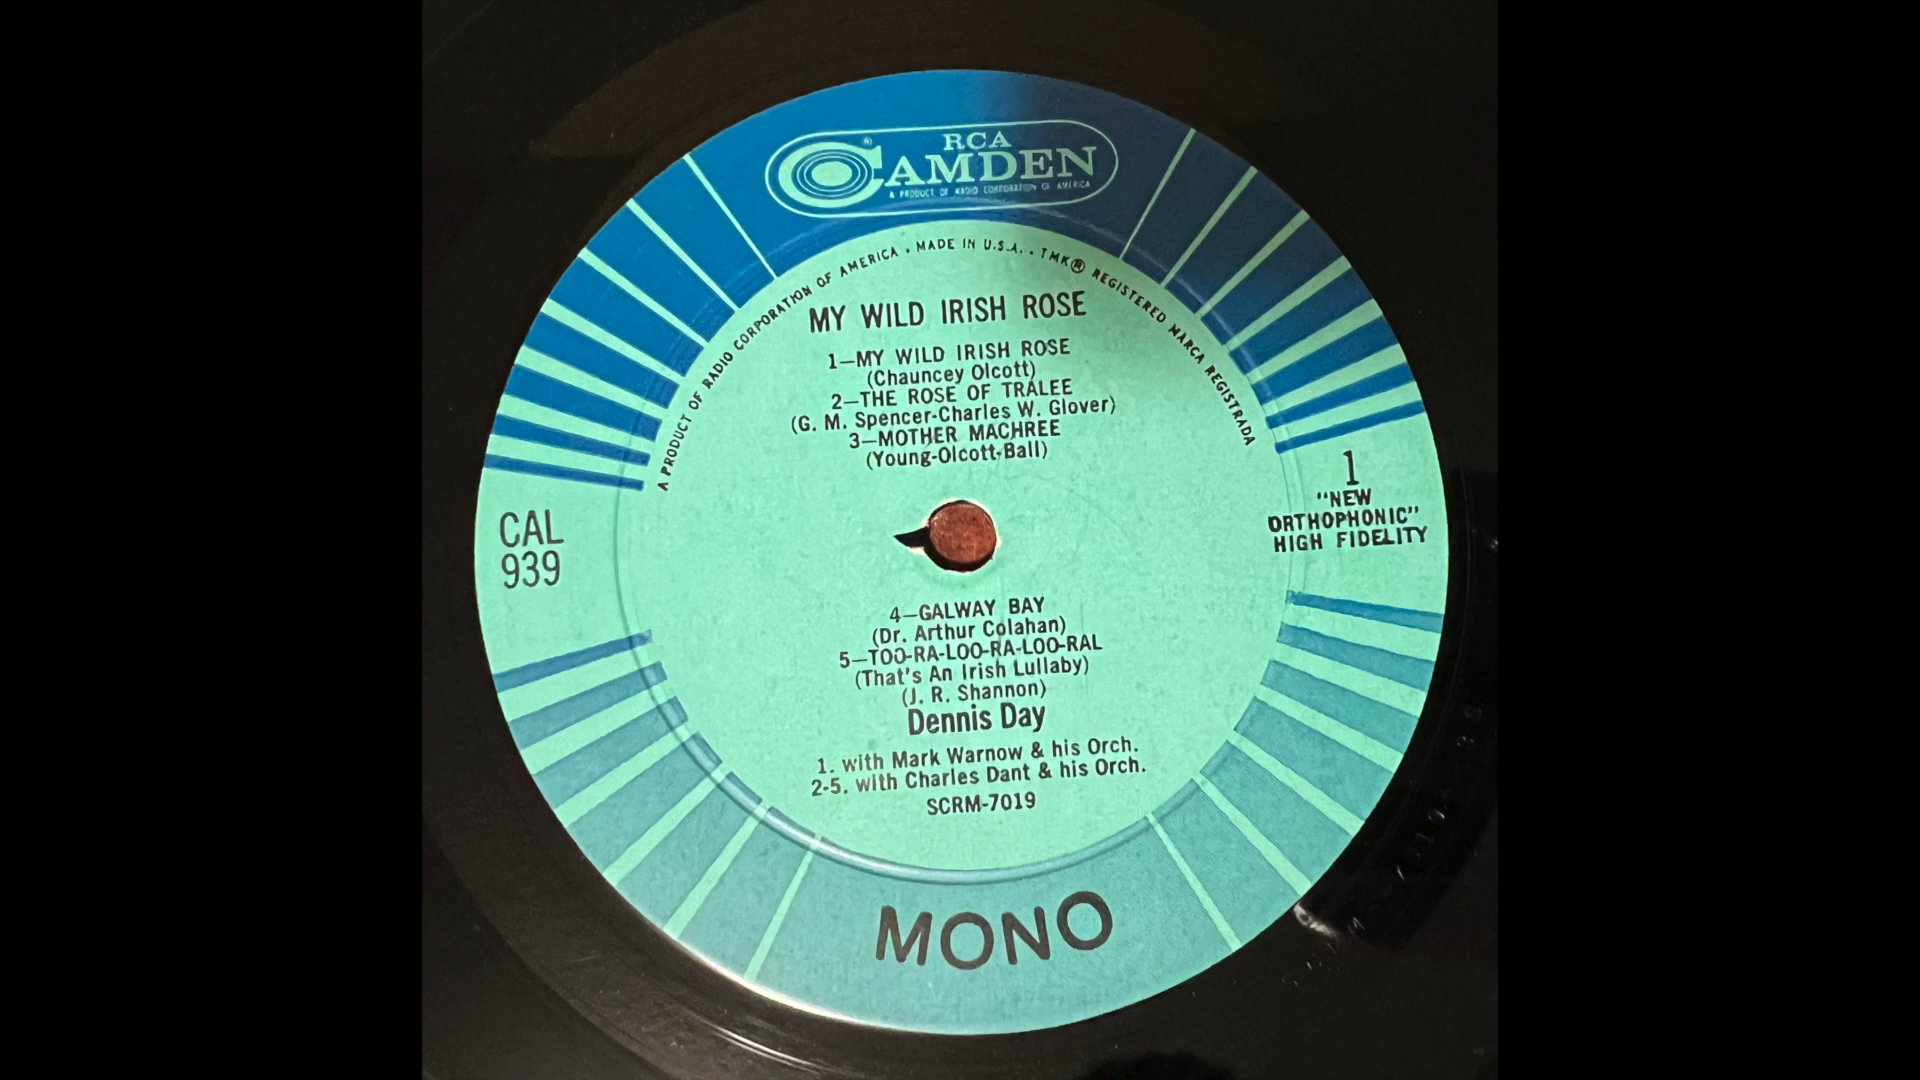 RCA
CAMDEN
®
A PRODUCT OF RADIO CORPORATION OF AMERICA
A PRODUCT OF RADIO CORPORATION OF AMERICA • MADE IN U.S.A. • TMK® REGISTERED MARCA REGISTRADA
MY WILD IRISH ROSE
1—MY WILD IRISH ROSE
(Chauncey Olcott)
2—THE ROSE OF TRALEE
(G. M. Spencer-Charles W. Glover)
3—MOTHER MACHREE
(Young-Olcott-Ball)
CAL
939
1
"NEW
ORTHOPHONIC"
HIGH FIDELITY
4—GALWAY BAY
(Dr. Arthur Colahan)
5—TOO-RA-LOO-RA-LOO-RAL
(That's An Irish Lullaby)
(J. R. Shannon)
Dennis Day
1. with Mark Warnow & his Orch.
2-5. with Charles Dant & his Orch.
SCRM-7019
MONO